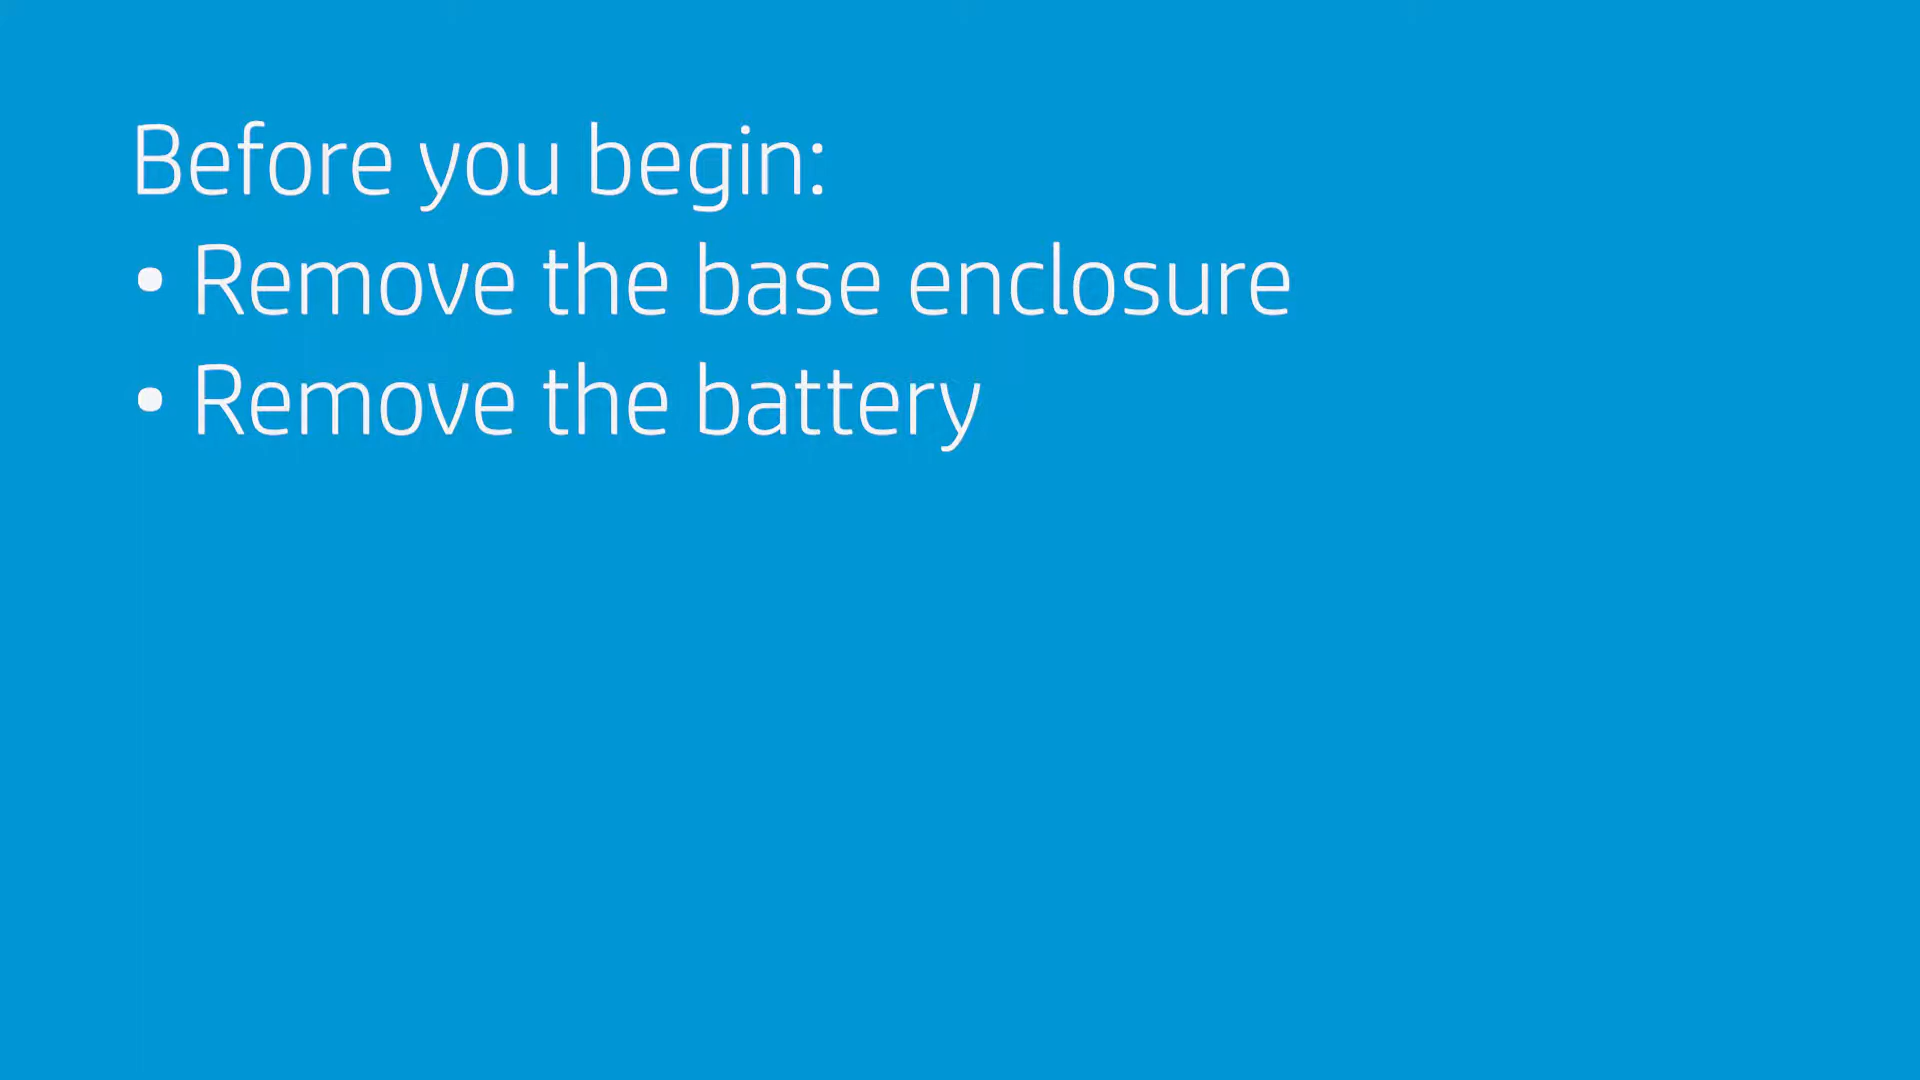 Before you begin:
• Remove the base enclosure
• Remove the battery